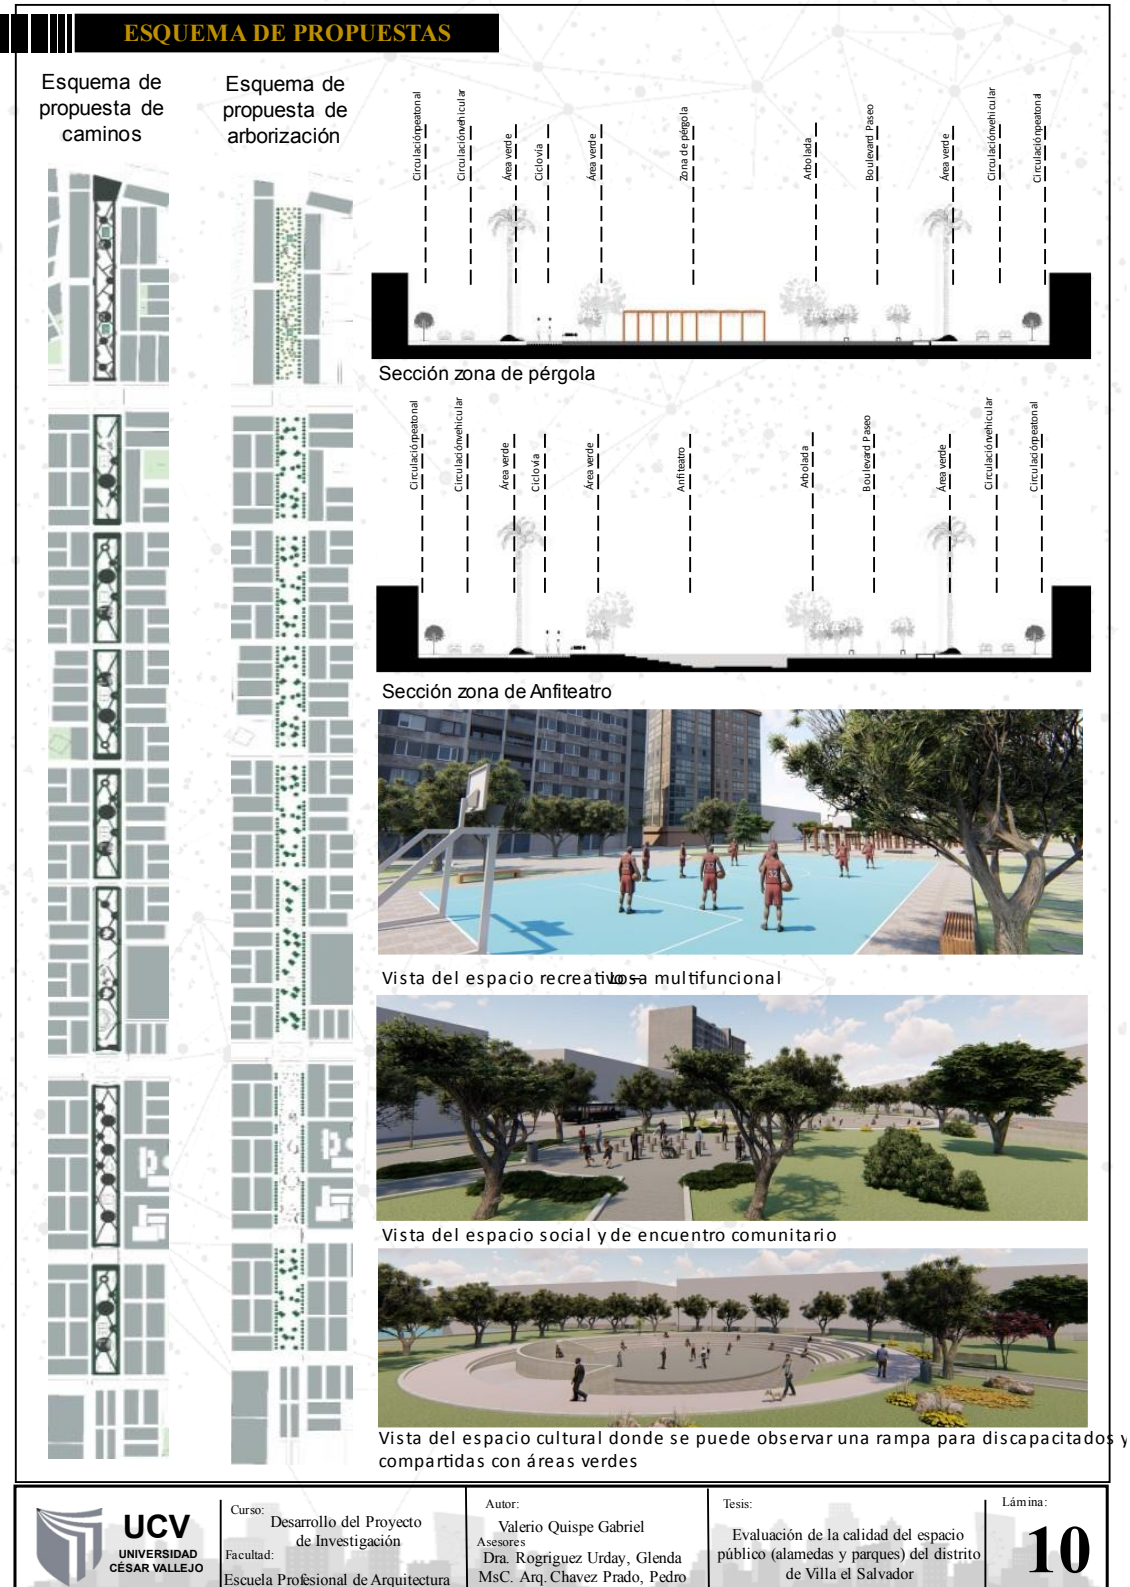 ESQUEMA DE PROPUESTAS
Esquema de
propuesta de
caminos
Esquema de
propuesta de
arborización
Circulación peatonal
Circulación vehicular
Área verde
Ciclovía
Área verde
Zona de pérgola
Arbolada
Boulevard Paseo
Área verde
Circulación vehicular
Circulación peatonal
Sección zona de pérgola
Circulación peatonal
Circulación vehicular
Área verde
Ciclovía
Área verde
Anfiteatro
Arbolada
Boulevard Paseo
Área verde
Circulación vehicular
Circulación peatonal
Sección zona de Anfiteatro
32
Vista del espacio recreativo – Losa multifuncional
Vista del espacio social y de encuentro comunitario
Vista del espacio cultural donde se puede observar una rampa para discapacitados y
compartidas con áreas verdes
UCV
UNIVERSIDAD
CÉSAR VALLEJO
Curso:
Desarrollo del Proyecto
de Investigación
Facultad:
Escuela Profesional de Arquitectura
Autor:
Valerio Quispe Gabriel
Asesores
Dra. Rogriguez Urday, Glenda
MsC. Arq. Chavez Prado, Pedro
Tesis:
Evaluación de la calidad del espacio
público (alamedas y parques) del distrito
de Villa el Salvador
Lámina:
10